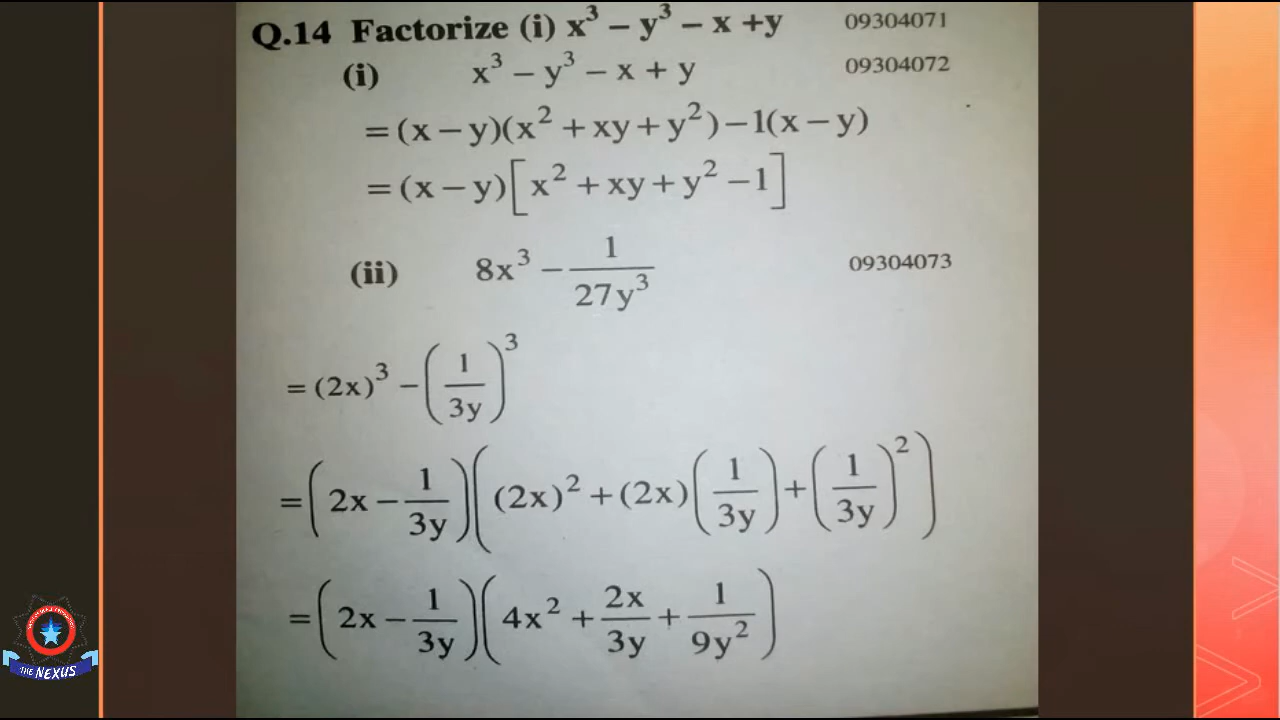 Q.14 Factorize (i) x³ – y³ – x +y 09304071
(i) x³ – y³ – x + y 09304072
= (x – y)(x² + xy + y²) – 1(x – y)
= (x – y)[x² + xy + y² – 1]
(ii) 8x³ – 1/27y³ 09304073
= (2x)³ – (1/3y)³
= (2x – 1/3y)((2x)² + (2x)(1/3y) + (1/3y)²)
= (2x – 1/3y)(4x² + 2x/3y + 1/9y²)
THE NEXUS